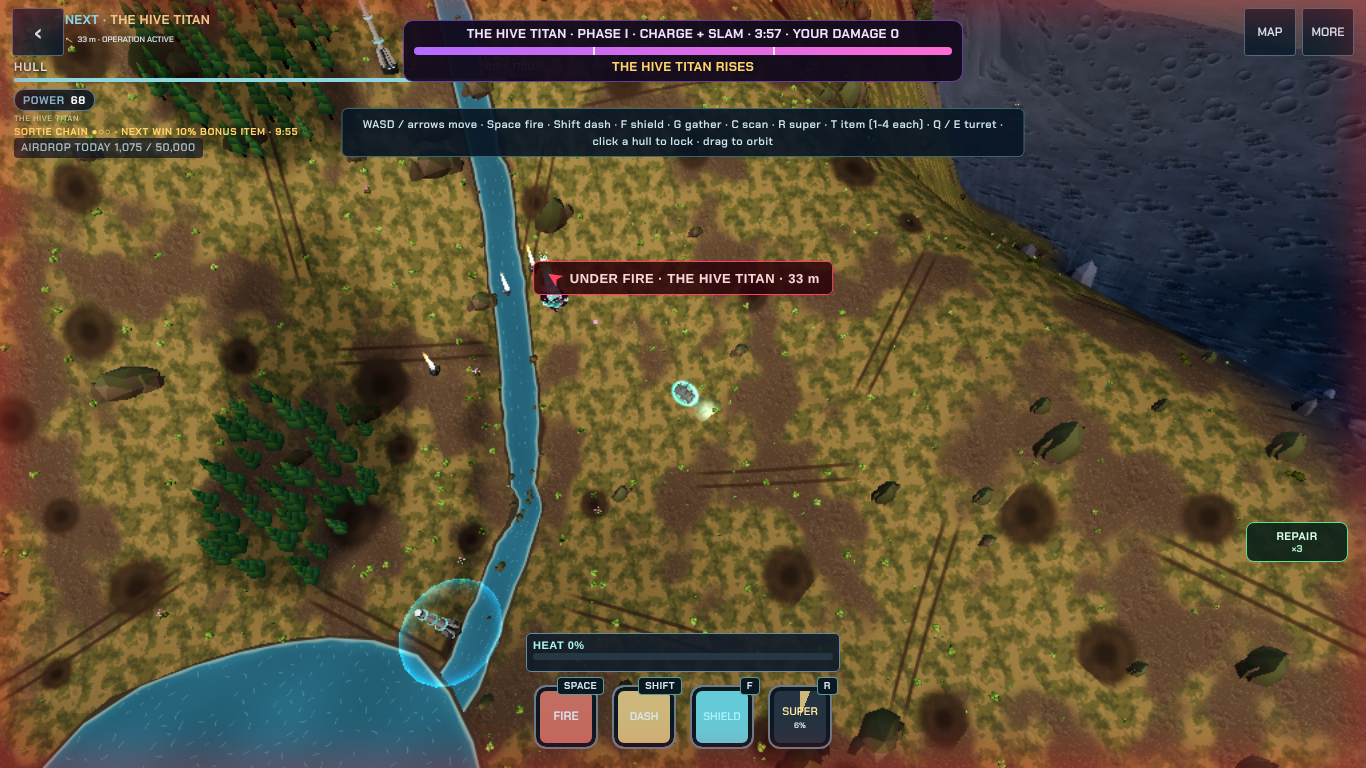 NEXT · THE HIVE TITAN
33 m · OPERATION ACTIVE
HULL
POWER 68
THE HIVE TITAN
SORTIE CHAIN ●○○ · NEXT WIN 10% BONUS ITEM · 9:55
AIRDROP TODAY 1,075 / 50,000
THE HIVE TITAN · PHASE I · CHARGE + SLAM · 3:57 · YOUR DAMAGE 0
THE HIVE TITAN RISES
WASD / arrows move · Space fire · Shift dash · F shield · G gather · C scan · R super · T item (1-4 each) · Q / E turret ·
click a hull to lock · drag to orbit
MAP
MORE
UNDER FIRE · THE HIVE TITAN · 33 m
REPAIR
×3
HEAT 0%
SPACE
FIRE
SHIFT
DASH
F
SHIELD
R
SUPER
6%